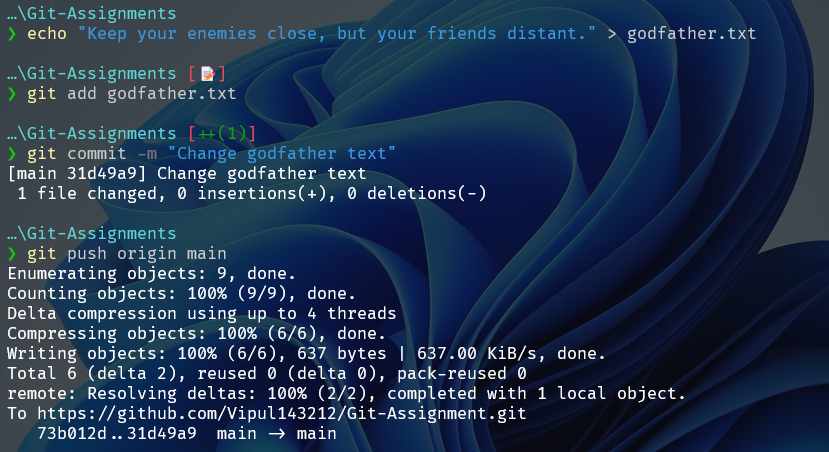 …\Git-Assignments
❯ echo "Keep your enemies close, but your friends distant." > godfather.txt
…\Git-Assignments [📝]
❯ git add godfather.txt
…\Git-Assignments [++(1)]
❯ git commit -m "Change godfather text"
[main 31d49a9] Change godfather text
 1 file changed, 0 insertions(+), 0 deletions(-)
…\Git-Assignments
❯ git push origin main
Enumerating objects: 9, done.
Counting objects: 100% (9/9), done.
Delta compression using up to 4 threads
Compressing objects: 100% (6/6), done.
Writing objects: 100% (6/6), 637 bytes | 637.00 KiB/s, done.
Total 6 (delta 2), reused 0 (delta 0), pack-reused 0
remote: Resolving deltas: 100% (2/2), completed with 1 local object.
To https://github.com/Vipul143212/Git-Assignment.git
   73b012d..31d49a9  main -> main